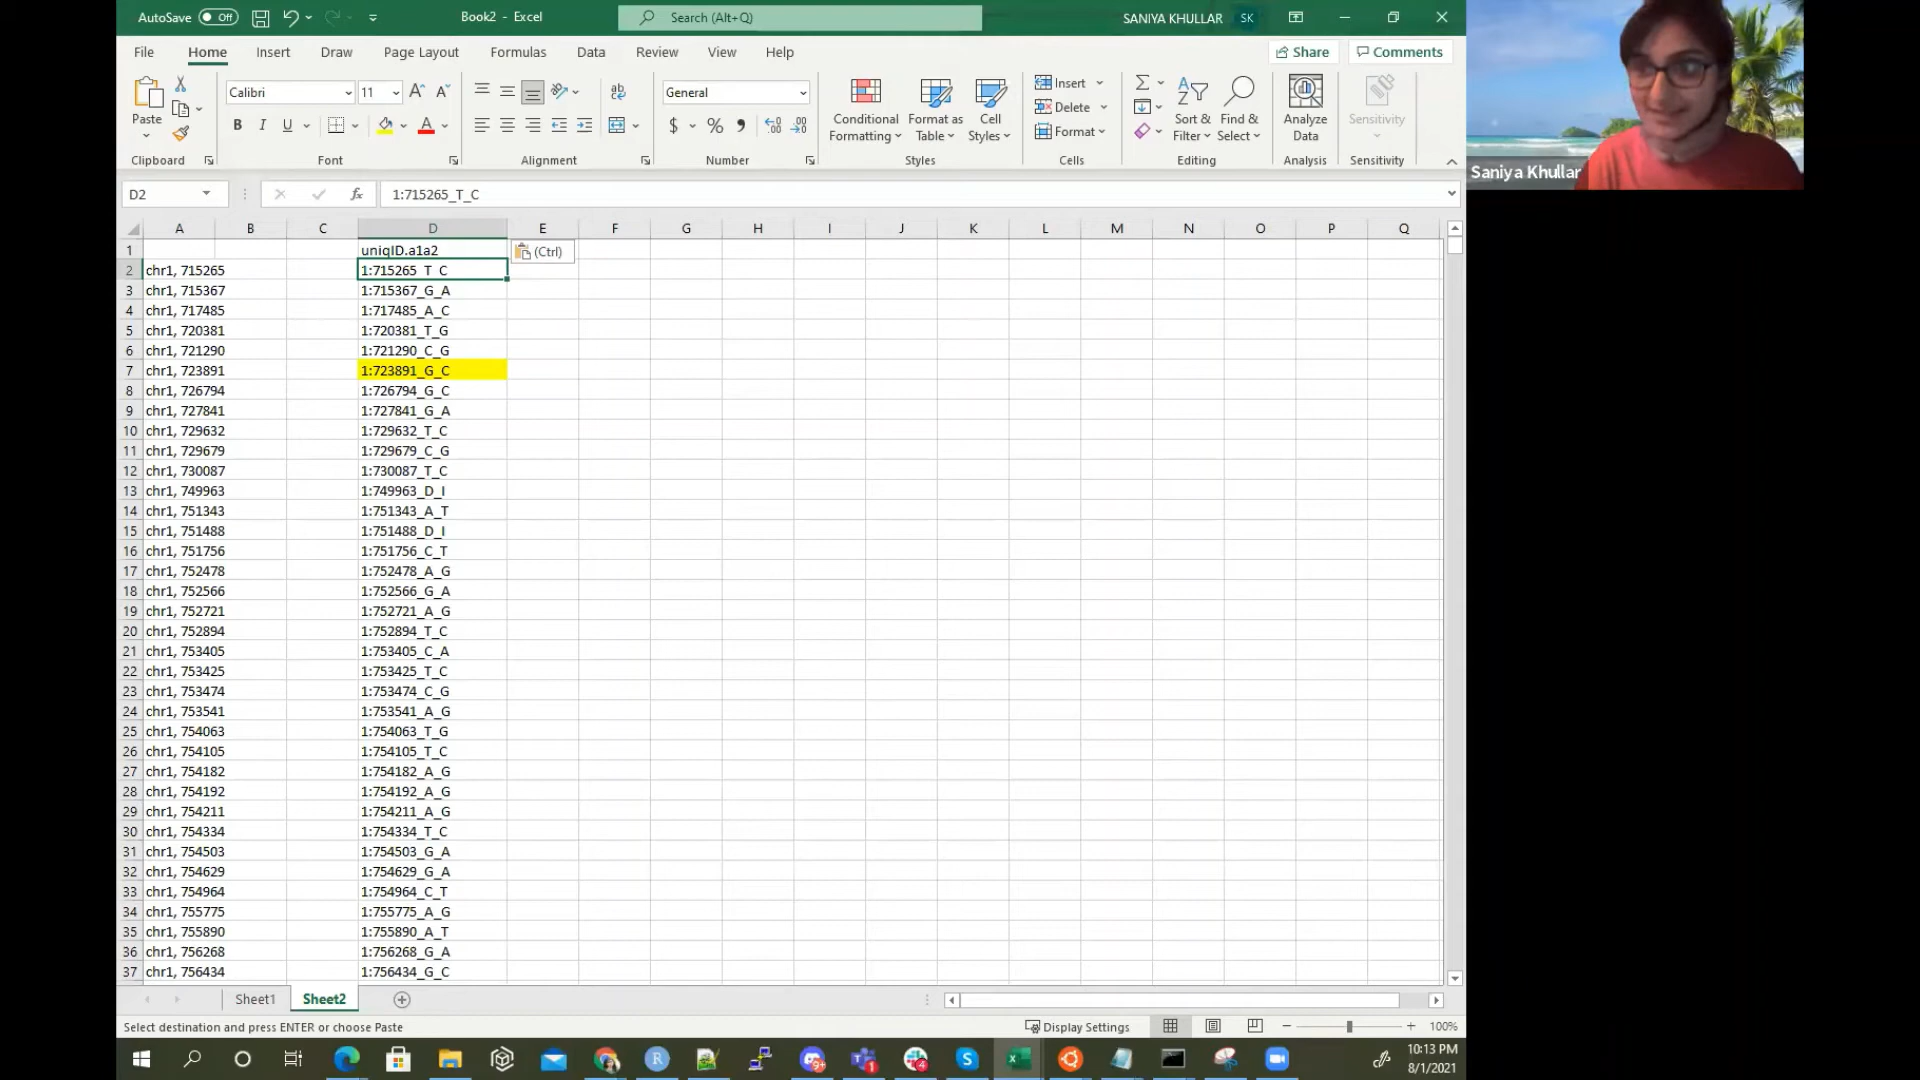 AutoSave Off Book2 - Excel Search (Alt+Q) SANIYA KHULLAR SK
File Home Insert Draw Page Layout Formulas Data Review View Help Share Comments
Paste Calibri 11 General Conditional Formatting Format as Table Cell Styles Insert Delete Format Sort & Filter Find & Select Analyze Data Sensitivity
Clipboard Font Alignment Number Styles Cells Editing Analysis Sensitivity
Saniya Khullar
D2 1:715265_T_C
A B C D E F G H I J K L M N O P Q
1 uniqID.a1a2 (Ctrl)
2 chr1, 715265 1:715265_T_C
3 chr1, 715367 1:715367_G_A
4 chr1, 717485 1:717485_A_C
5 chr1, 720381 1:720381_T_G
6 chr1, 721290 1:721290_C_G
7 chr1, 723891 1:723891_G_C
8 chr1, 726794 1:726794_G_C
9 chr1, 727841 1:727841_G_A
10 chr1, 729632 1:729632_T_C
11 chr1, 729679 1:729679_C_G
12 chr1, 730087 1:730087_T_C
13 chr1, 749963 1:749963_D_I
14 chr1, 751343 1:751343_A_T
15 chr1, 751488 1:751488_D_I
16 chr1, 751756 1:751756_C_T
17 chr1, 752478 1:752478_A_G
18 chr1, 752566 1:752566_G_A
19 chr1, 752721 1:752721_A_G
20 chr1, 752894 1:752894_T_C
21 chr1, 753405 1:753405_C_A
22 chr1, 753425 1:753425_T_C
23 chr1, 753474 1:753474_C_G
24 chr1, 753541 1:753541_A_G
25 chr1, 754063 1:754063_T_G
26 chr1, 754105 1:754105_T_C
27 chr1, 754182 1:754182_A_G
28 chr1, 754192 1:754192_A_G
29 chr1, 754211 1:754211_A_G
30 chr1, 754334 1:754334_T_C
31 chr1, 754503 1:754503_G_A
32 chr1, 754629 1:754629_G_A
33 chr1, 754964 1:754964_C_T
34 chr1, 755775 1:755775_A_G
35 chr1, 755890 1:755890_A_T
36 chr1, 756268 1:756268_G_A
37 chr1, 756434 1:756434_G_C
Sheet1 Sheet2
Select destination and press ENTER or choose Paste Display Settings 100%
10:13 PM
8/1/2021